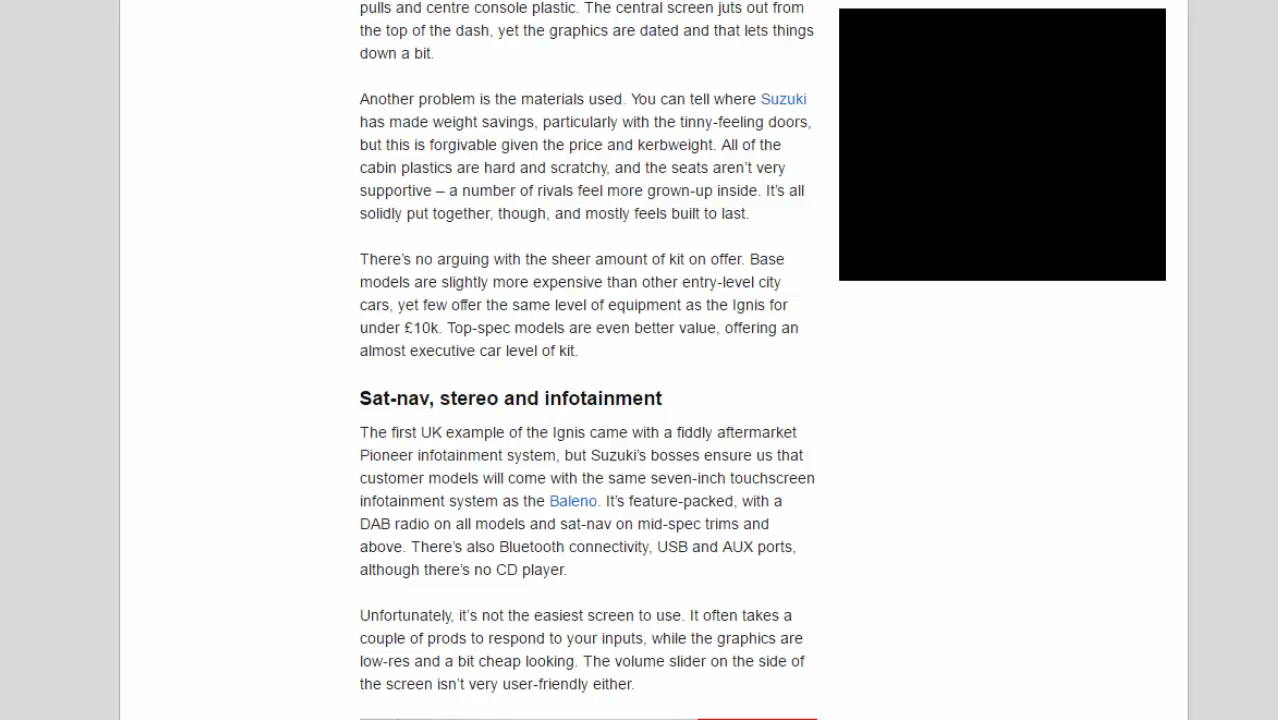 pulls and centre console plastic. The central screen juts out from
the top of the dash, yet the graphics are dated and that lets things
down a bit.
Another problem is the materials used. You can tell where Suzuki
has made weight savings, particularly with the tinny-feeling doors,
but this is forgivable given the price and kerbweight. All of the
cabin plastics are hard and scratchy, and the seats aren’t very
supportive – a number of rivals feel more grown-up inside. It’s all
solidly put together, though, and mostly feels built to last.
There’s no arguing with the sheer amount of kit on offer. Base
models are slightly more expensive than other entry-level city
cars, yet few offer the same level of equipment as the Ignis for
under £10k. Top-spec models are even better value, offering an
almost executive car level of kit.
Sat-nav, stereo and infotainment
The first UK example of the Ignis came with a fiddly aftermarket
Pioneer infotainment system, but Suzuki’s bosses ensure us that
customer models will come with the same seven-inch touchscreen
infotainment system as the Baleno. It’s feature-packed, with a
DAB radio on all models and sat-nav on mid-spec trims and
above. There’s also Bluetooth connectivity, USB and AUX ports,
although there’s no CD player.
Unfortunately, it’s not the easiest screen to use. It often takes a
couple of prods to respond to your inputs, while the graphics are
low-res and a bit cheap looking. The volume slider on the side of
the screen isn’t very user-friendly either.